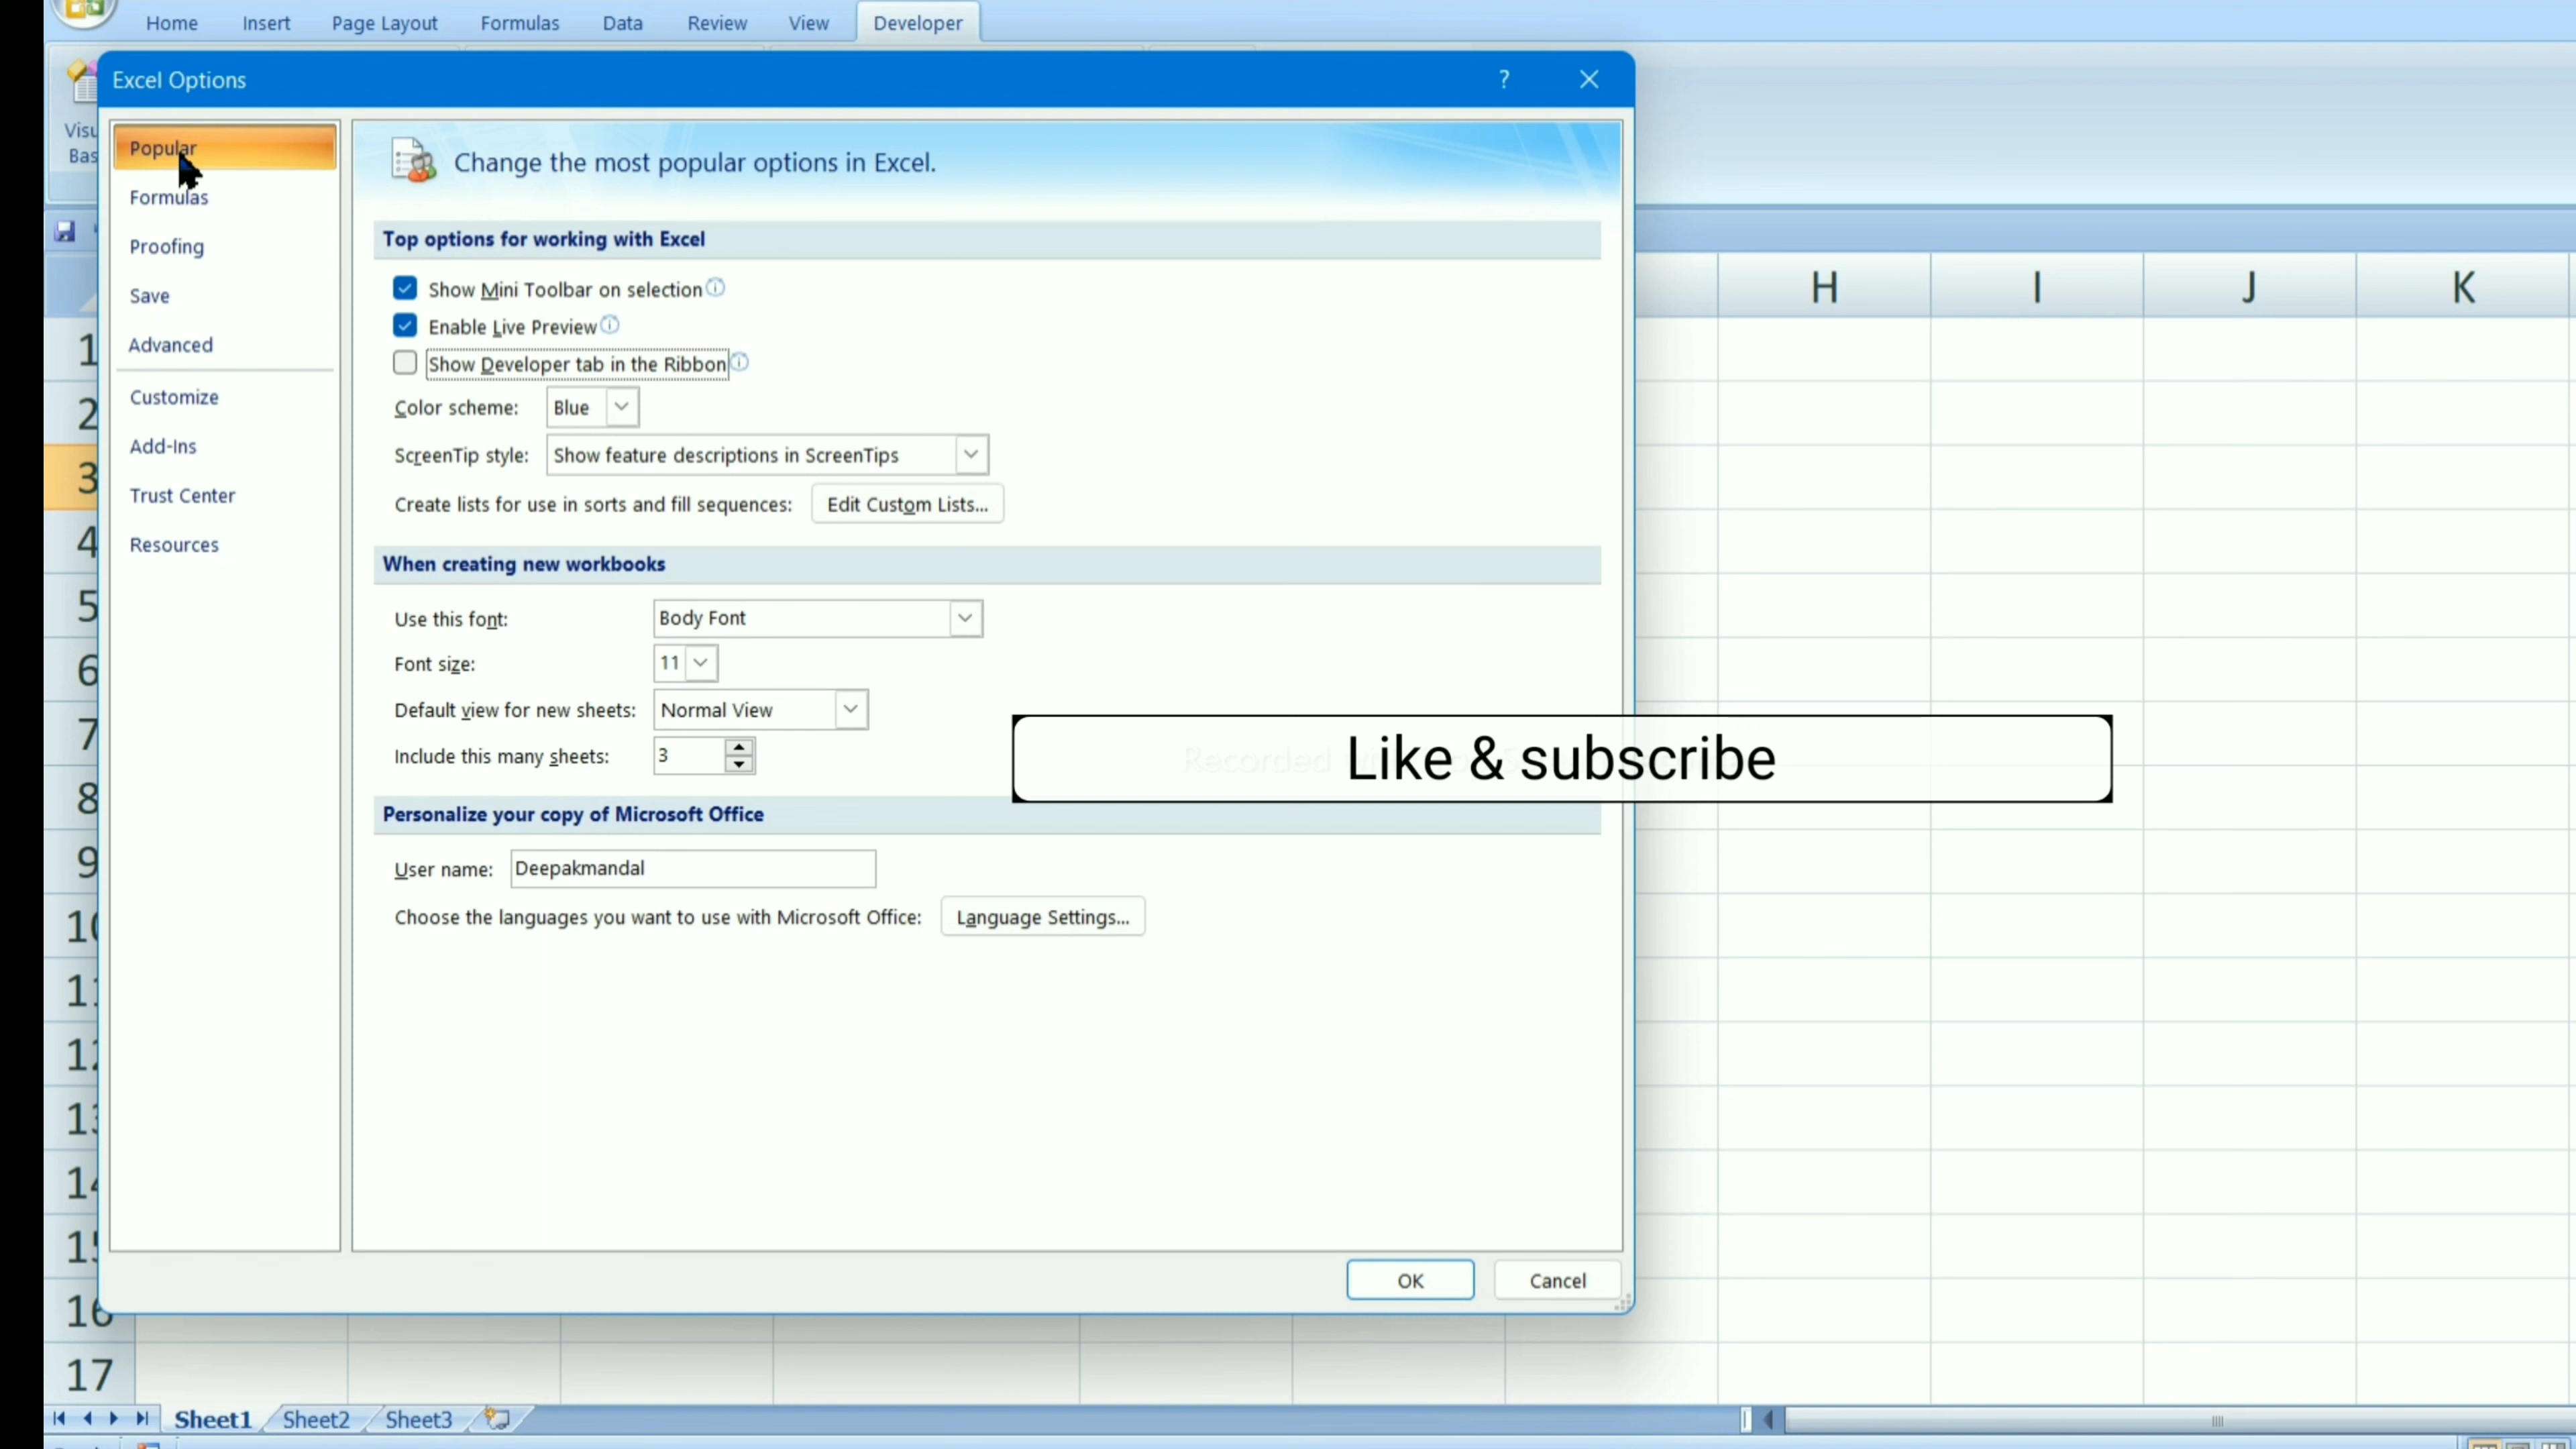 Home Insert Page Layout Formulas Data Review View Developer
Excel Options ?
Popular
Formulas
Proofing
Save
Advanced
Customize
Add-Ins
Trust Center
Resources
Change the most popular options in Excel.
Top options for working with Excel
Show Mini Toolbar on selection
Enable Live Preview
Show Developer tab in the Ribbon
Color scheme: Blue
ScreenTip style: Show feature descriptions in ScreenTips
Create lists for use in sorts and fill sequences: Edit Custom Lists...
When creating new workbooks
Use this font: Body Font
Font size: 11
Default view for new sheets: Normal View
Include this many sheets: 3
Like & subscribe
Personalize your copy of Microsoft Office
User name: Deepakmandal
Choose the languages you want to use with Microsoft Office: Language Settings...
OK Cancel
H I J K
1
2
3
4
5
6
7
8
9
16
17
Sheet1 Sheet2 Sheet3